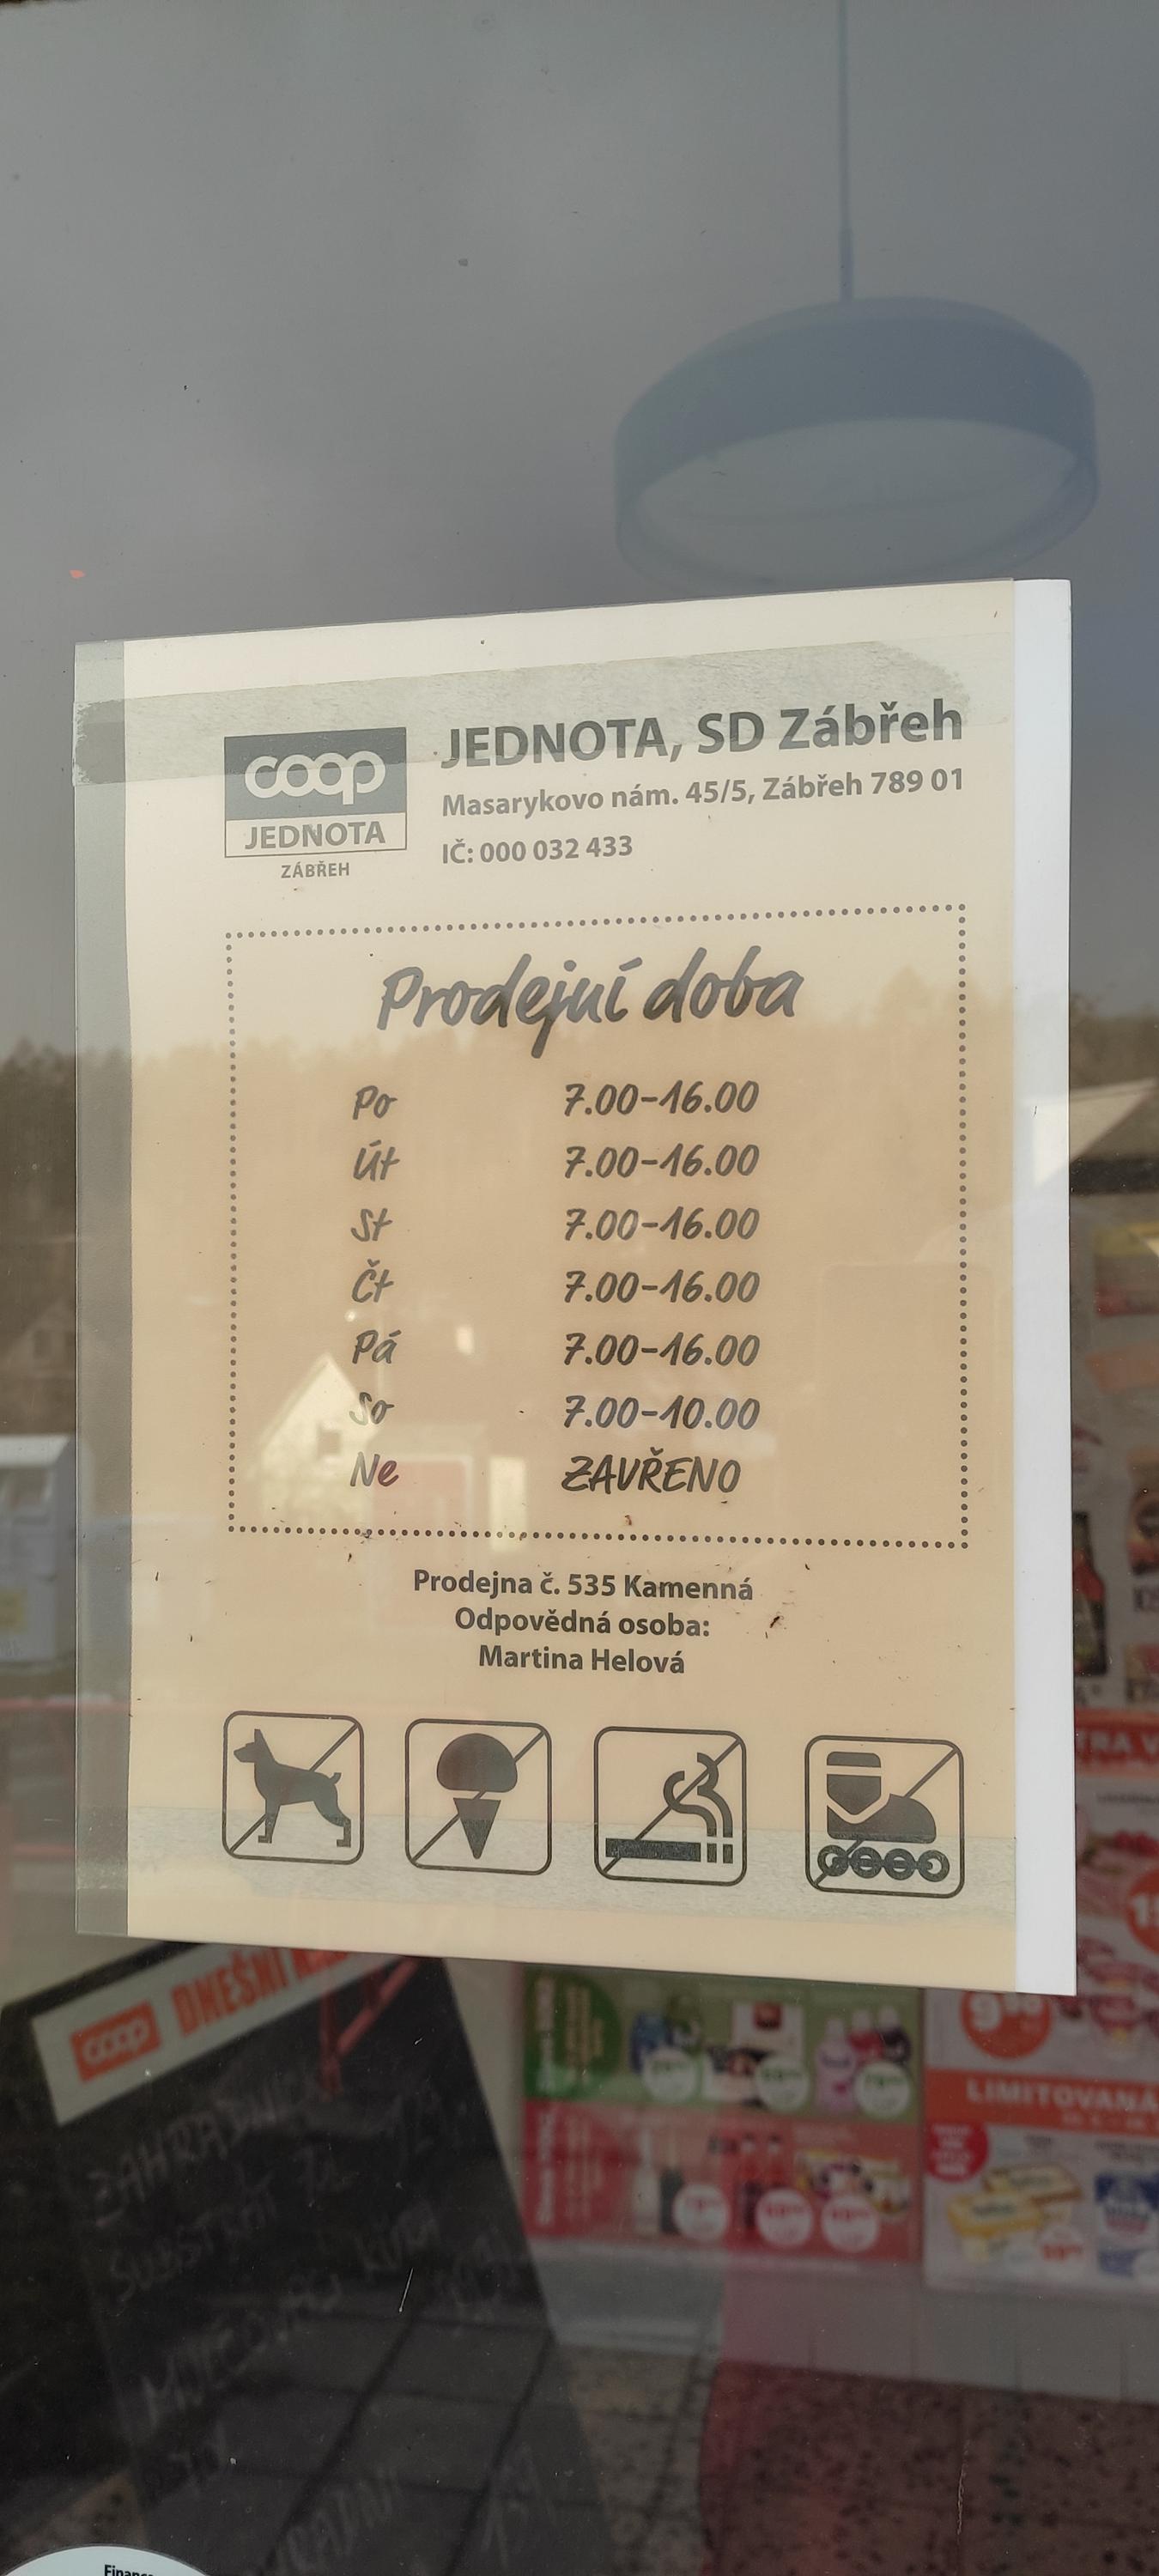 coop
JEDNOTA
ZÁBŘEH
JEDNOTA, SD Zábřeh
Masarykovo nám. 45/5, Zábřeh 789 01
IČ: 000 032 433
Prodejní doba
Po 7.00-16.00
Út 7.00-16.00
St 7.00-16.00
Čt 7.00-16.00
Pá 7.00-16.00
So 7.00-10.00
Ne ZAVŘENO
Prodejna č. 535 Kamenná
Odpovědná osoba:
Martina Helová
coop DNEŠNÍ
LIMITOVANÁ